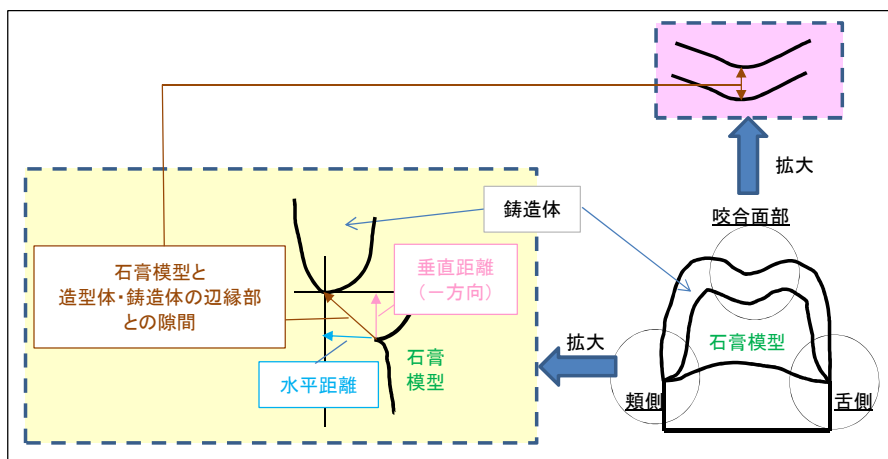 拡大
咬合面部
鋳造体
石膏模型と
造型体・鋳造体の辺縁部
との隙間
垂直距離
(一方向)
水平距離
石膏
模型
拡大
石膏模型
頬側
舌側